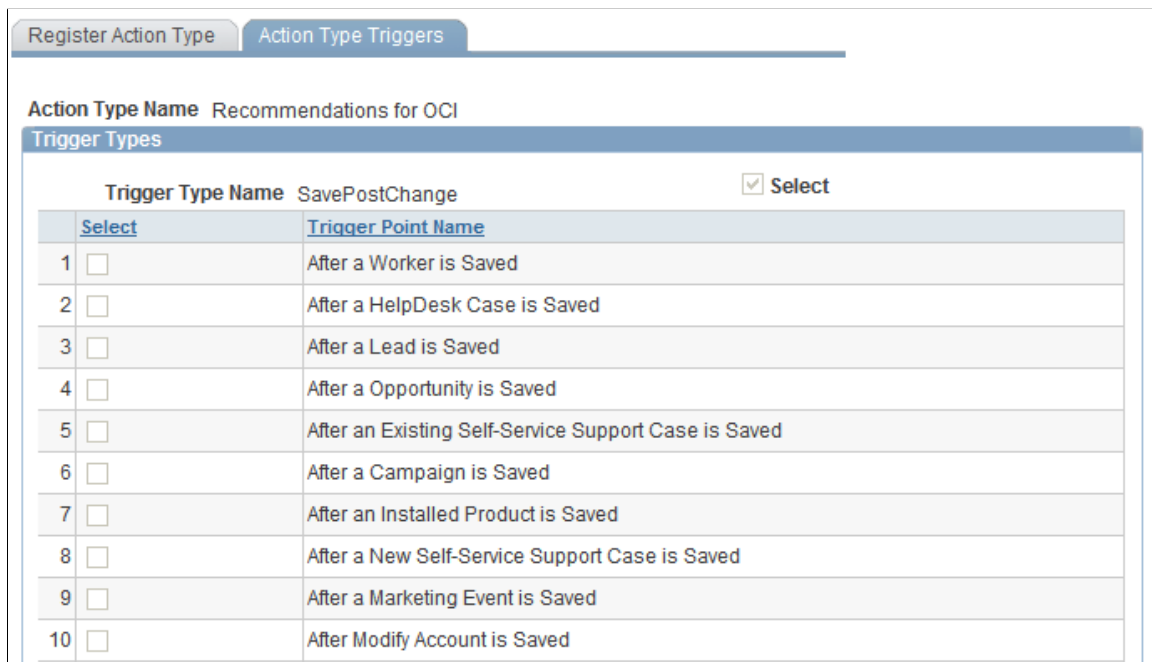 Register Action Type Action Type Triggers
Action Type Name Recommendations for OCI
Trigger Types
Trigger Type Name SavePostChange Select
Select Trigger Point Name
1 After a Worker is Saved
2 After a HelpDesk Case is Saved
3 After a Lead is Saved
4 After a Opportunity is Saved
5 After an Existing Self-Service Support Case is Saved
6 After a Campaign is Saved
7 After an Installed Product is Saved
8 After a New Self-Service Support Case is Saved
9 After a Marketing Event is Saved
10 After Modify Account is Saved